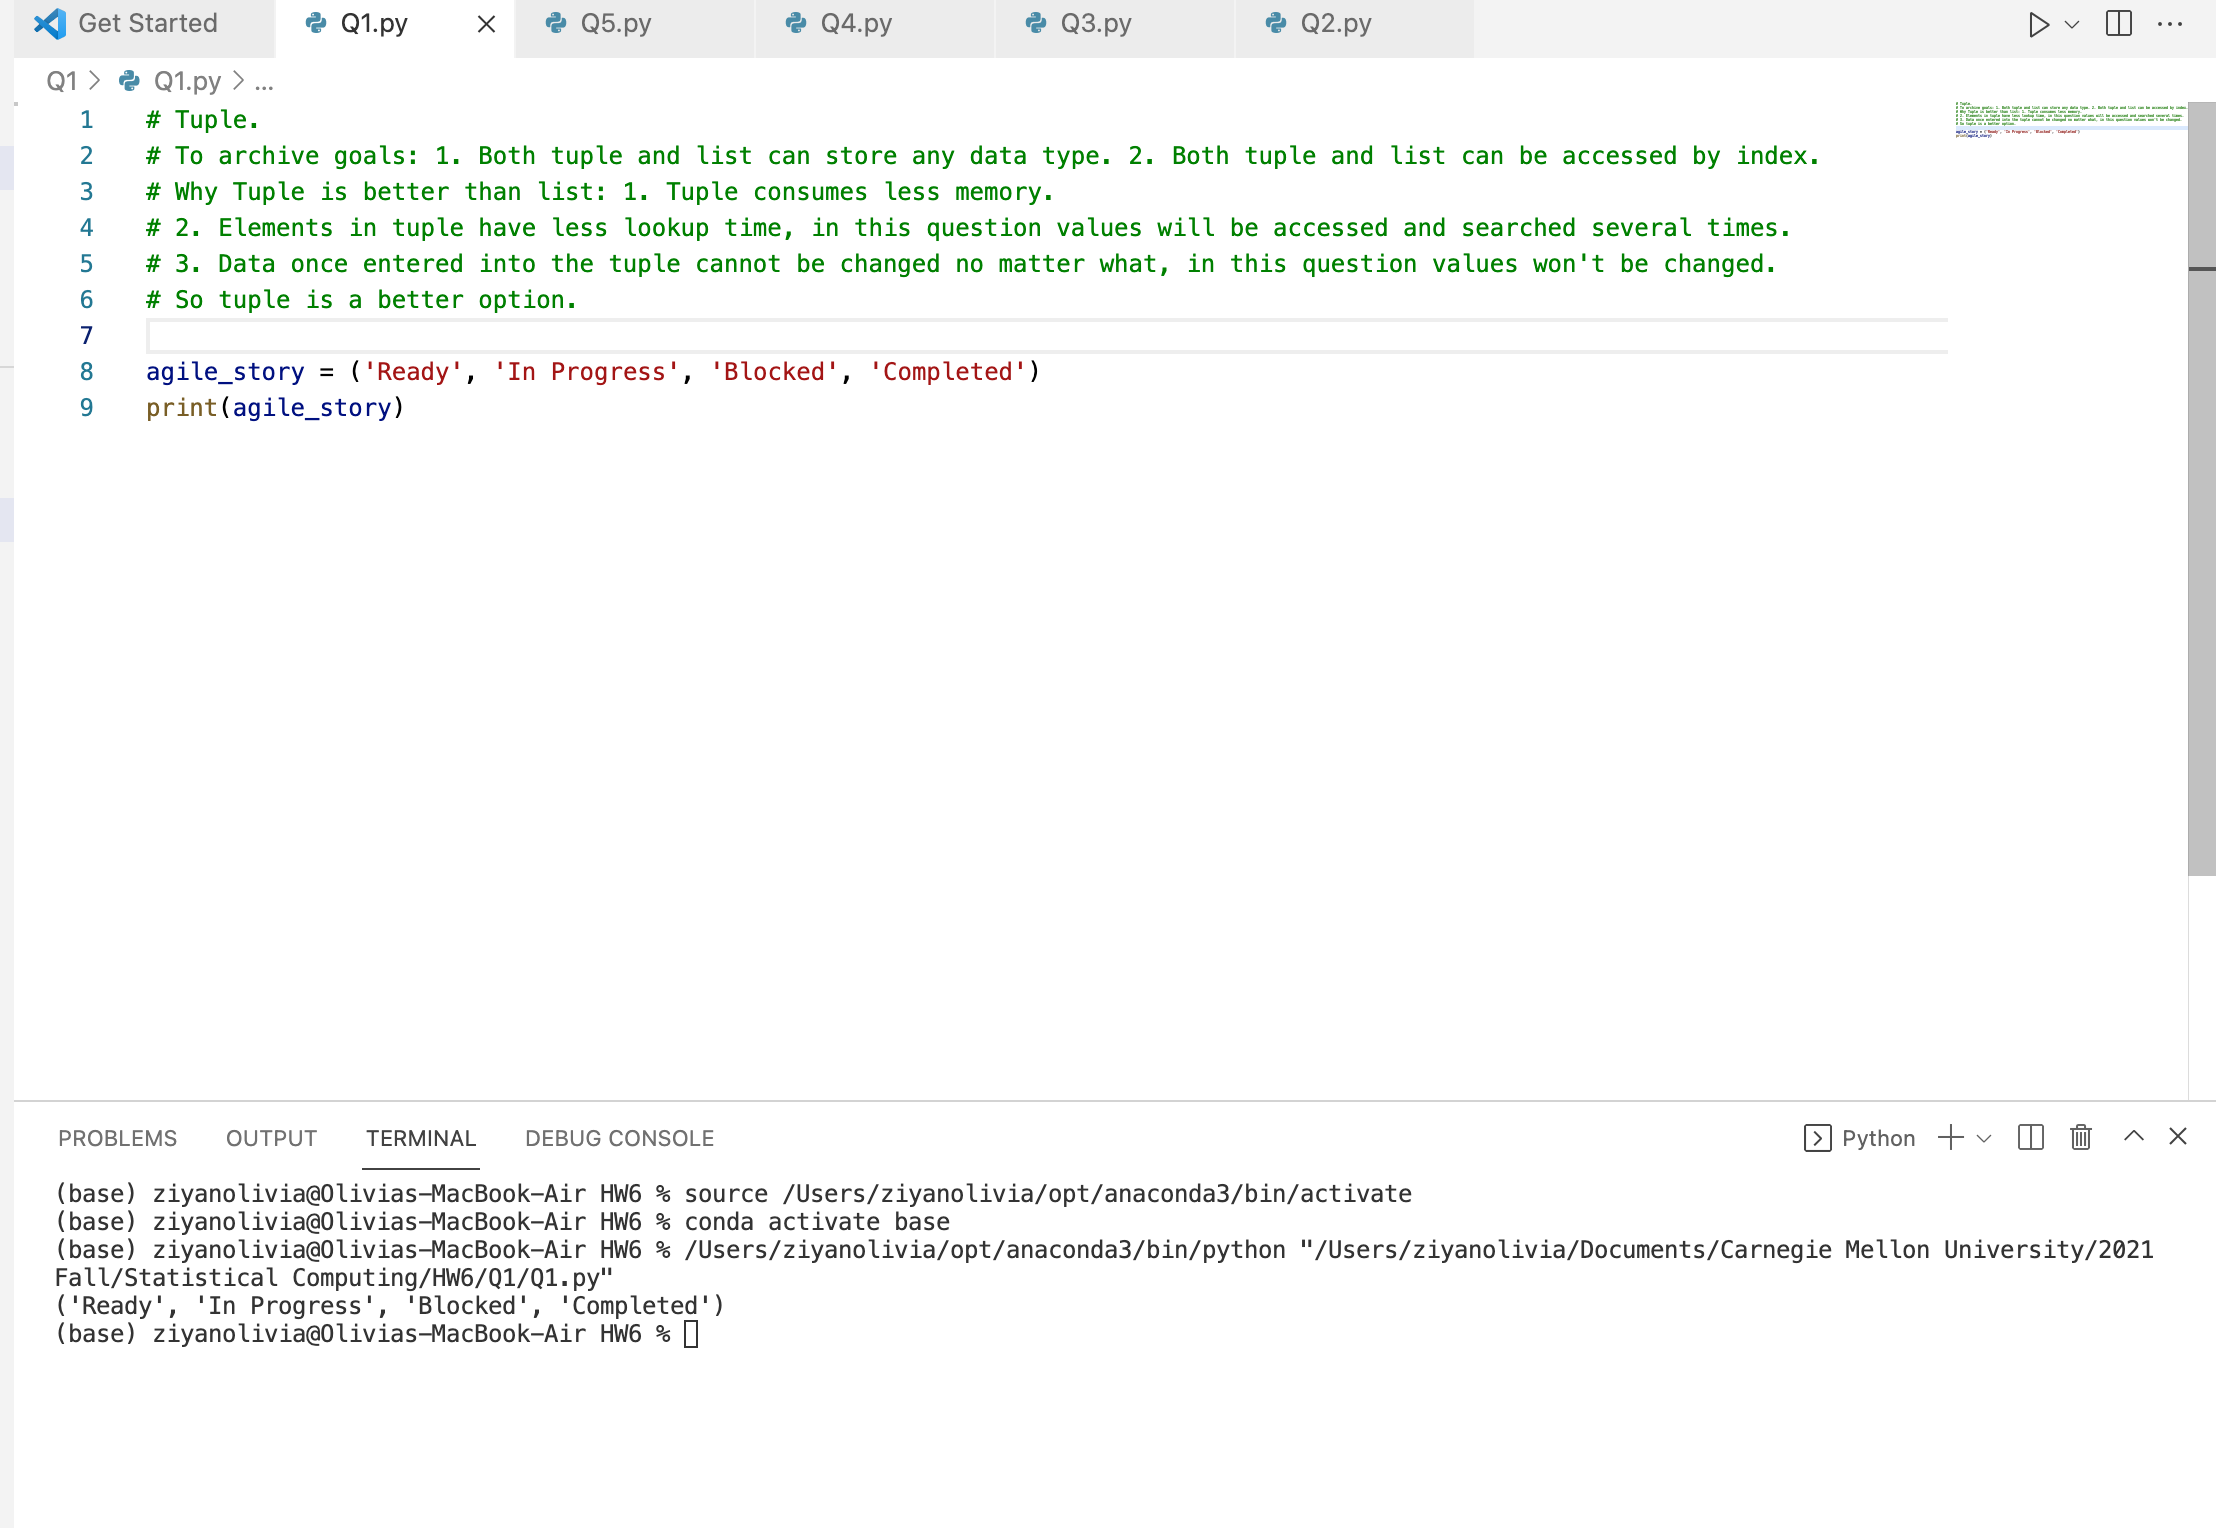 Get Started Q1.py Q5.py Q4.py Q3.py Q2.py
Q1 > Q1.py > ...
1 # Tuple.
2 # To archive goals: 1. Both tuple and list can store any data type. 2. Both tuple and list can be accessed by index.
3 # Why Tuple is better than list: 1. Tuple consumes less memory.
4 # 2. Elements in tuple have less lookup time, in this question values will be accessed and searched several times.
5 # 3. Data once entered into the tuple cannot be changed no matter what, in this question values won't be changed.
6 # So tuple is a better option.
7
8 agile_story = ('Ready', 'In Progress', 'Blocked', 'Completed')
9 print(agile_story)
PROBLEMS OUTPUT TERMINAL DEBUG CONSOLE Python
(base) ziyanolivia@Olivias-MacBook-Air HW6 % source /Users/ziyanolivia/opt/anaconda3/bin/activate
(base) ziyanolivia@Olivias-MacBook-Air HW6 % conda activate base
(base) ziyanolivia@Olivias-MacBook-Air HW6 % /Users/ziyanolivia/opt/anaconda3/bin/python "/Users/ziyanolivia/Documents/Carnegie Mellon University/2021
Fall/Statistical Computing/HW6/Q1/Q1.py"
('Ready', 'In Progress', 'Blocked', 'Completed')
(base) ziyanolivia@Olivias-MacBook-Air HW6 %